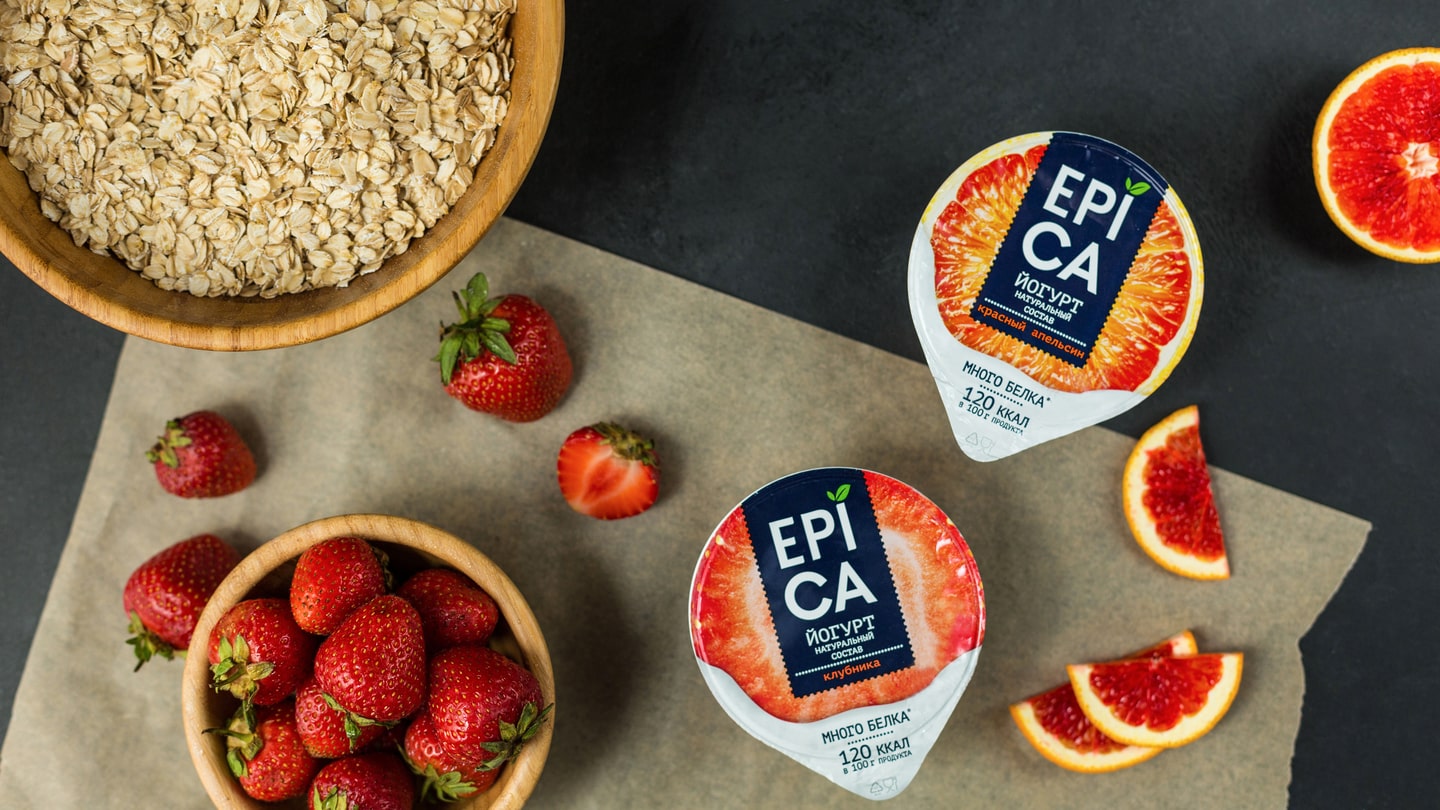 EPİ
CA
ЙОГУРТ
НАТУРАЛЬНЫЙ
СОСТАВ
красный апельсин
МНОГО БЕЛКА*
120 ККАЛ
в 100 г ПРОДУКТА
EPİ
CA
ЙОГУРТ
НАТУРАЛЬНЫЙ
СОСТАВ
клубника
МНОГО БЕЛКА*
120 ККАЛ
в 100 г ПРОДУКТА